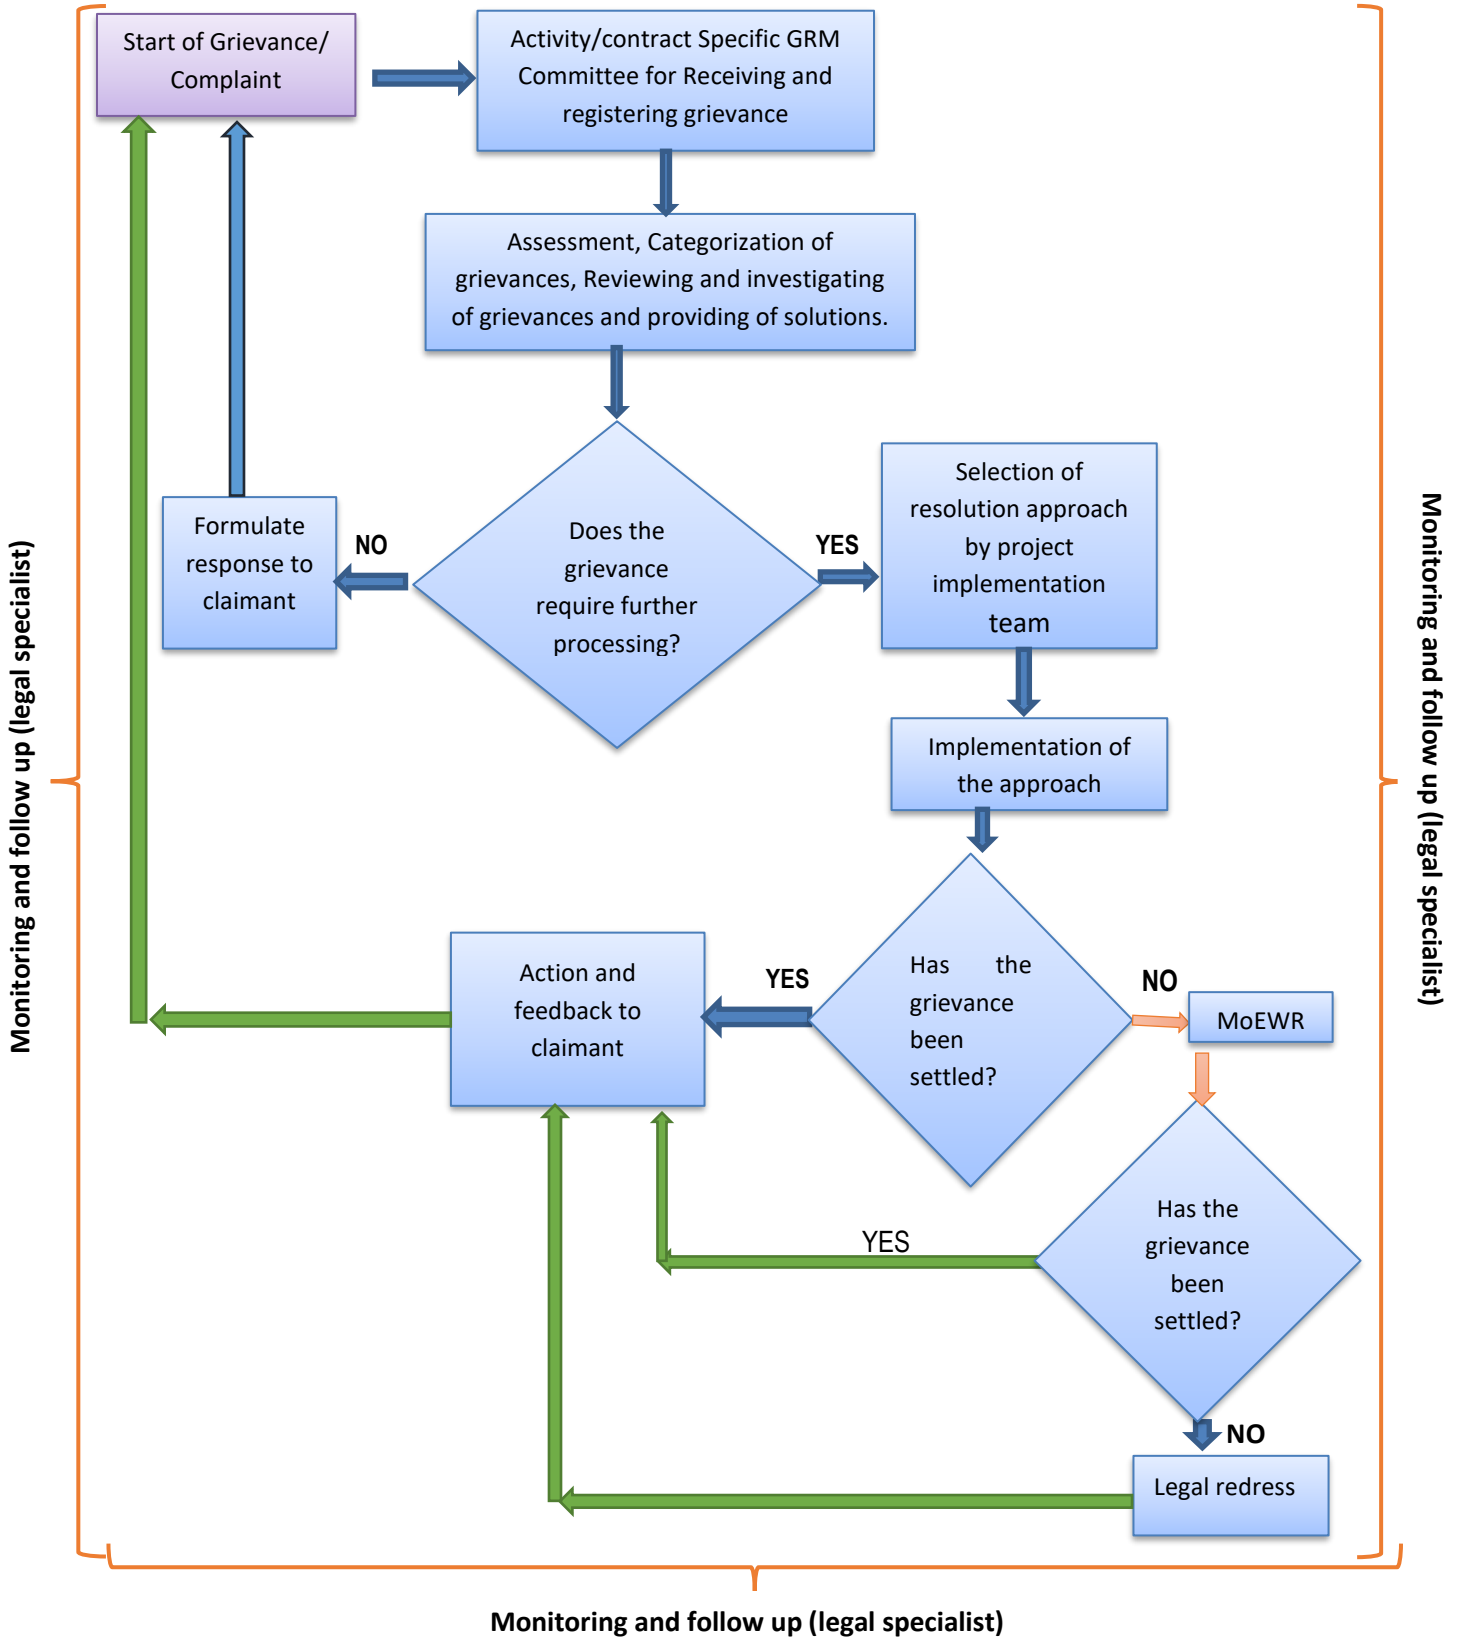 Start of Grievance/
Complaint
Activity/contract Specific GRM
Committee for Receiving and
registering grievance
Assessment, Categorization of
grievances, Reviewing and investigating
of grievances and providing of solutions.
Does the
grievance
require further
processing?
NO
Formulate
response to
claimant
YES
Selection of
resolution approach
by project
implementation
team
Implementation of
the approach
Has the
grievance
been
settled?
YES
Action and
feedback to
claimant
NO
MoEWR
Has the
grievance
been
settled?
YES
NO
Legal redress
Monitoring and follow up (legal specialist)
Monitoring and follow up (legal specialist)
Monitoring and follow up (legal specialist)